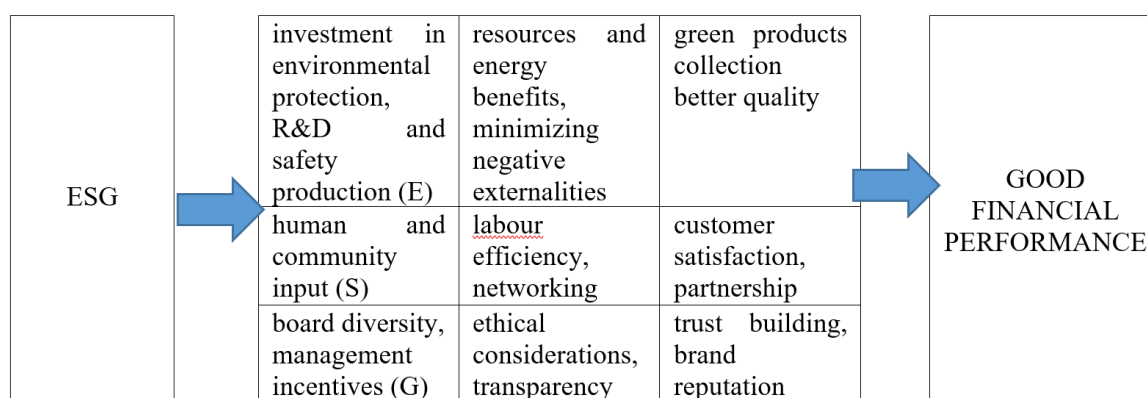 ESG
investment in
environmental
protection,
R&D and
safety
production (E)
resources and
energy
benefits,
minimizing
negative
externalities
green products
collection
better quality
human and
community
input (S)
labour
efficiency,
networking
customer
satisfaction,
partnership
board diversity,
management
incentives (G)
ethical
considerations,
transparency
trust building,
brand
reputation
GOOD
FINANCIAL
PERFORMANCE